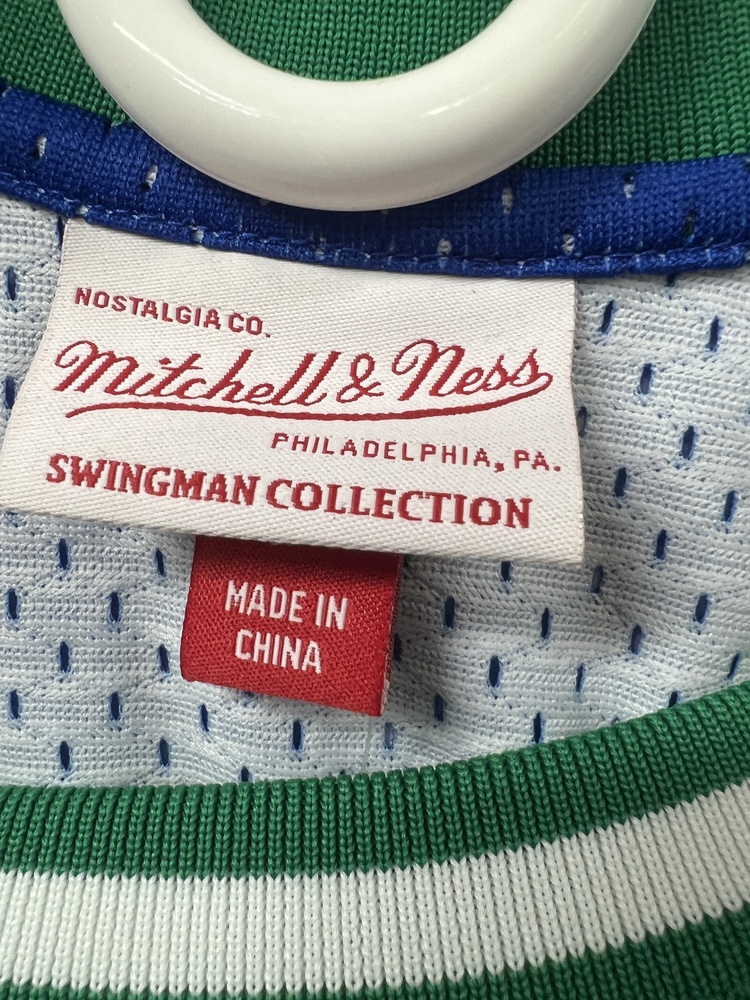 NOSTALGIA CO.
Mitchell & Ness
PHILADELPHIA, PA.
SWINGMAN COLLECTION
MADE IN
CHINA